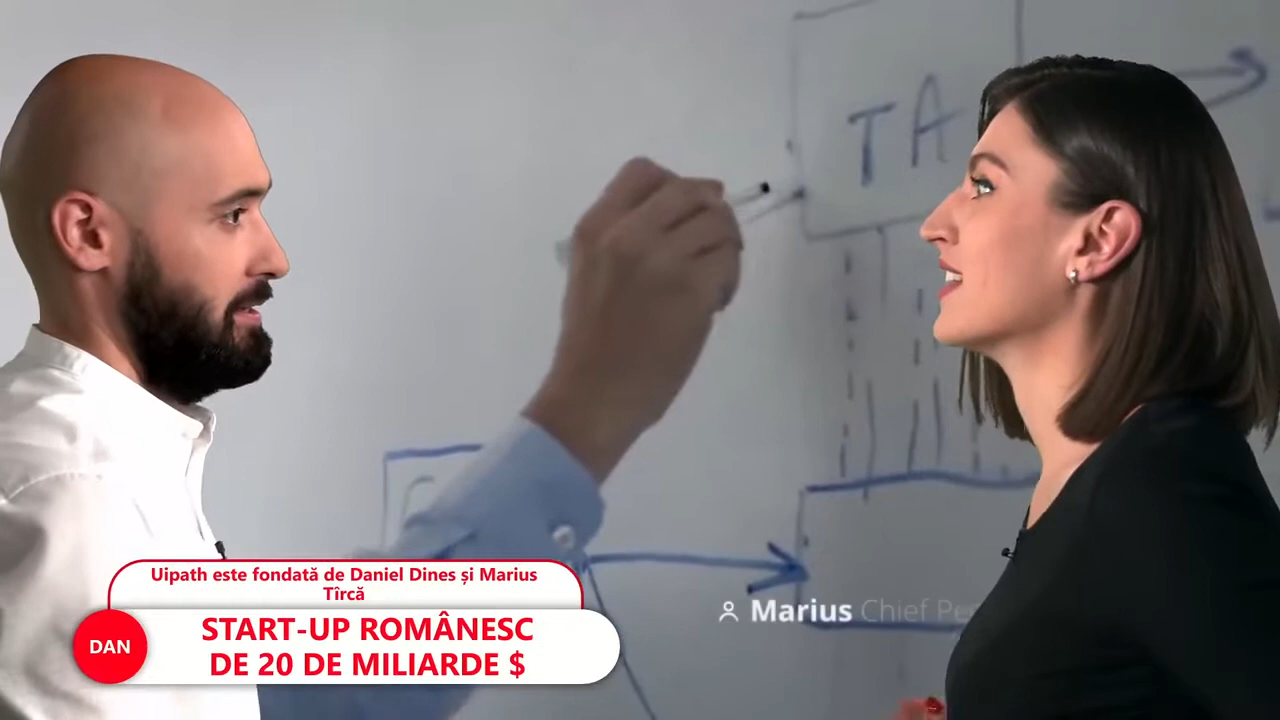 TA
Marius Chief Pe
Uipath este fondată de Daniel Dines și Marius
Tîrcă
DAN
START-UP ROMÂNESC
DE 20 DE MILIARDE $